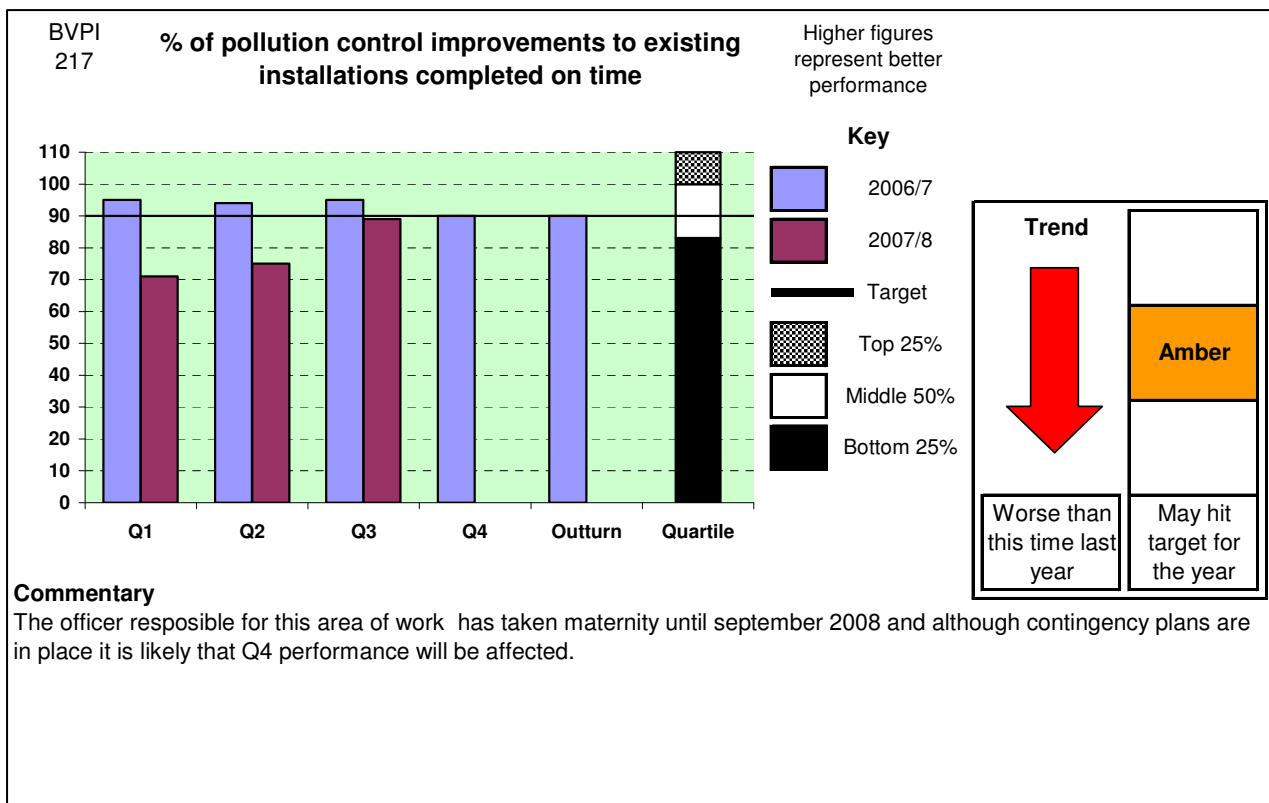 BVPI
217
% of pollution control improvements to existing
installations completed on time
Higher figures
represent better
performance
110
100
90
80
70
60
50
40
30
20
10
0
Q1
Q2
Q3
Q4
Outturn
Quartile
Key
2006/7
2007/8
Target
Top 25%
Middle 50%
Bottom 25%
Trend
Amber
Worse than
this time last
year
May hit
target for
the year
Commentary
The officer resposible for this area of work has taken maternity until september 2008 and although contingency plans are
in place it is likely that Q4 performance will be affected.